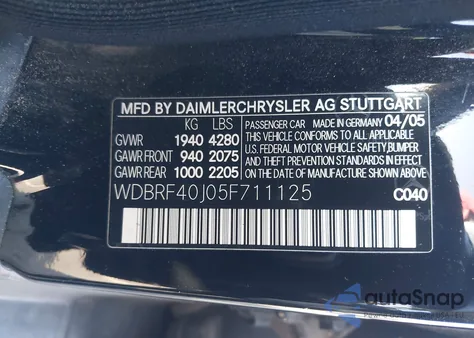 MFD BY DAIMLERCHRYSLER AG STUTTGART
KG LBS
GVWR 1940 4280
GAWR FRONT 940 2075
GAWR REAR 1000 2205
PASSENGER CAR MADE IN GERMANY 04/05
THIS VEHICLE CONFORMS TO ALL APPLICABLE
U.S. FEDERAL MOTOR VEHICLE SAFETY,BUMPER
AND THEFT PREVENTION STANDARDS IN
EFFECT ON THE DATE OF MANUFACTURE
SHOWN ABOVE.
WDBRF40J05F711125
C040
autoSnap